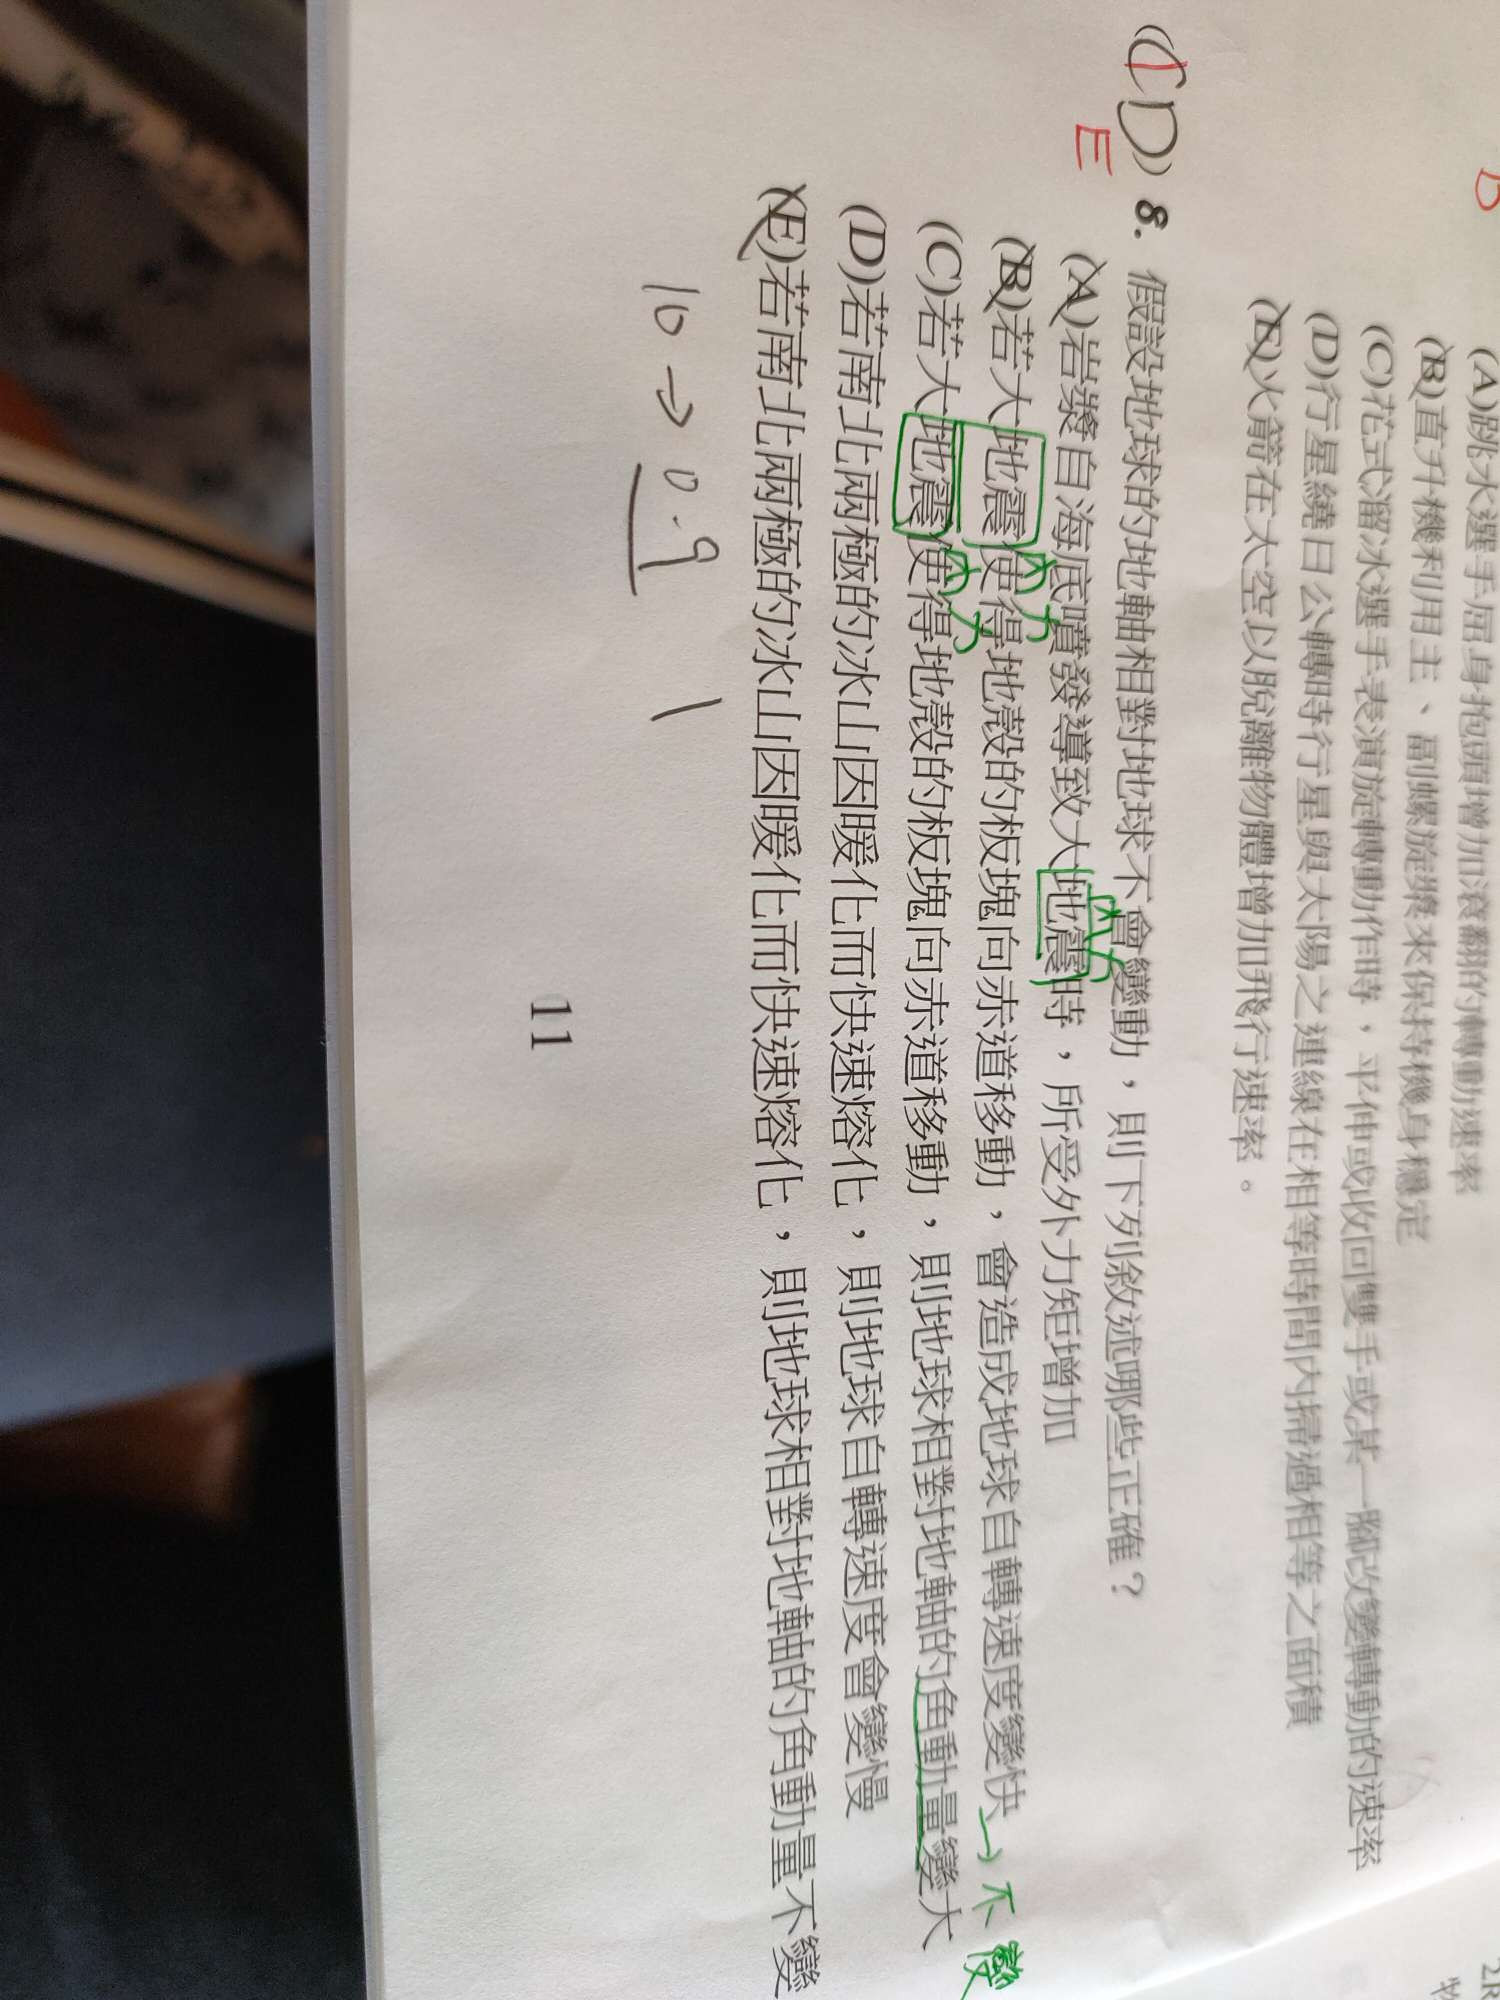 (A)跳水選手屈身抱頭增加滾翻的轉動速率
(B)直升機利用主、副螺旋槳來保持機身穩定
(C)花式溜冰選手表演旋轉動作時，平伸或收回雙手或某一腳改變轉動的速率
(D)行星繞日公轉時行星與太陽之連線在相等時間內掃過相等之面積
(E)火箭在太空以脫離物體增加飛行速率。
(CD) 8. 假設地球的地軸相對地球不會變動，則下列敘述哪些正確？
E
(A)岩漿自海底噴發導致大地震時，所受外力矩增加
內力
(B)若大地震使得地殼的板塊向赤道移動，會造成地球自轉速度變快→不變
內力
(C)若大地震使得地殼的板塊向赤道移動，則地球相對地軸的角動量變大
內力
(D)若南北兩極的冰山因暖化而快速熔化，則地球自轉速度會變慢
(E)若南北兩極的冰山因暖化而快速熔化，則地球相對地軸的角動量不變
10→0.9
11